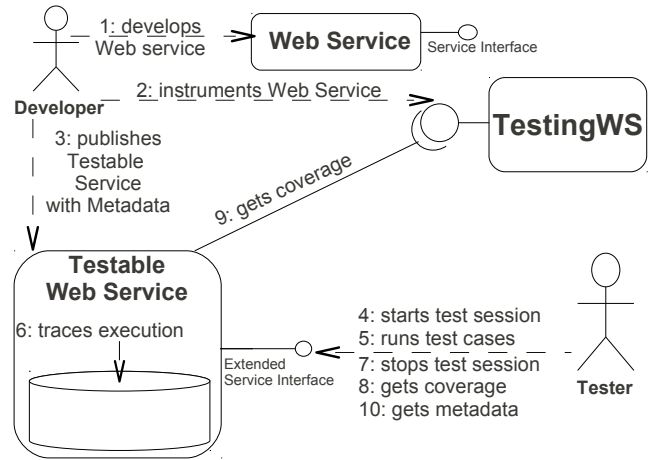 1: develops
Web service
Web Service
Service Interface
Developer
2: instruments Web Service
TestingWS
3: publishes
Testable
Service
with Metadata
9: gets coverage
Testable
Web Service
6: traces execution
Extended
Service Interface
4: starts test session
5: runs test cases
7: stops test session
8: gets coverage
10: gets metadata
Tester